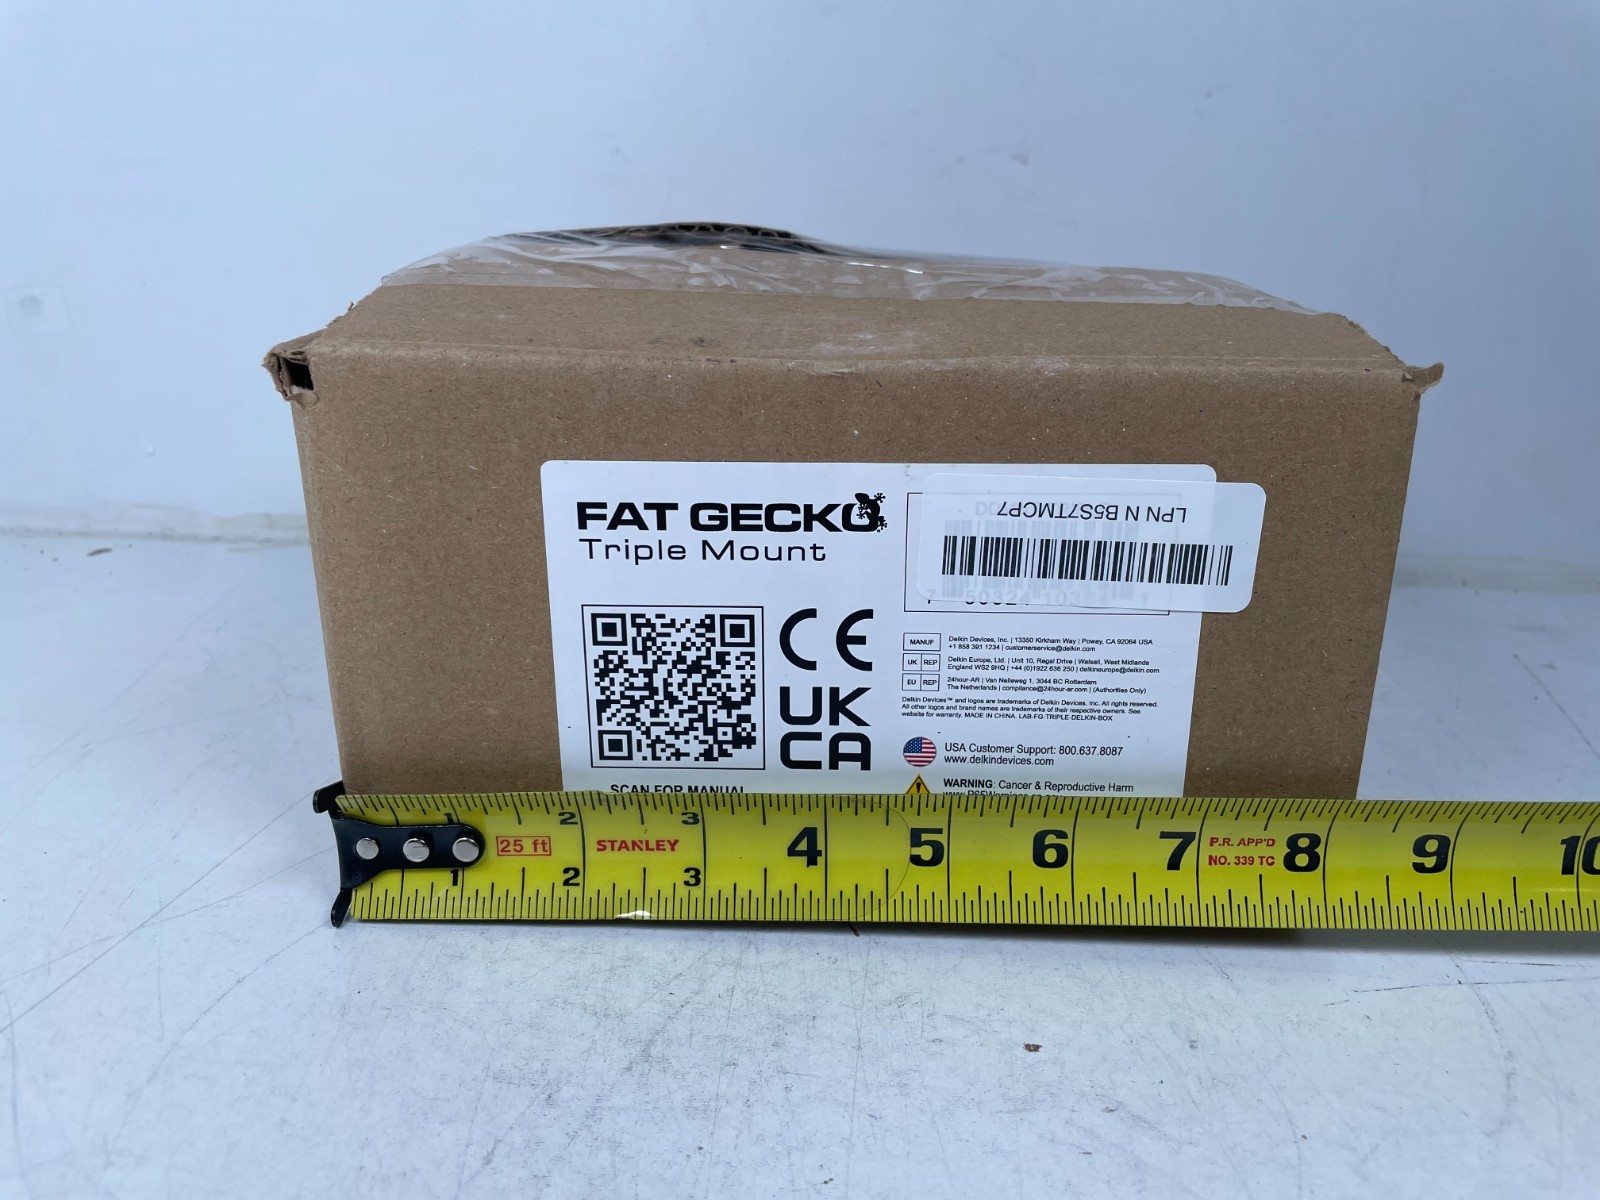 FAT GECKO
Triple Mount
LPN N B5S7TMCP7
CE
UK
CA
SCAN FOR MANUAL
MANUF
Delkin Devices, Inc. | 13350 Kirkham Way | Poway, CA 92064 USA
+1 858 391 1234 | customerservice@delkin.com
UK REP
Delkin Europe, Ltd. | Unit 10, Regal Drive | Walsall, West Midlands
England WS2 9HQ | +44 (0)1922 636 250 | delkineurope@delkin.com
EU REP
24hour-AR | Van Nelleweg 1, 3044 BC Rotterdam
The Netherlands | compliance@24hour-ar.com | (Authorities Only)
Delkin Devices™ and logos are trademarks of Delkin Devices, Inc. All rights reserved.
All other logos and brand names are trademarks of their respective owners. See
website for warranty. MADE IN CHINA. LAB-FG-TRIPLE-DELKIN-BOX
USA Customer Support: 800.637.8087
www.delkindevices.com
WARNING: Cancer & Reproductive Harm
1 2 3
25 ft STANLEY 4 5 6 7 P.R. APP'D 8 9 10
NO. 339 TC
1 2 3